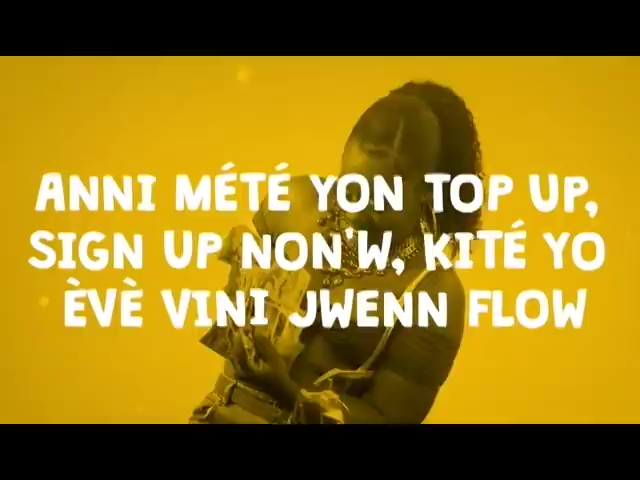 ANNI MÉTÉ YON TOP UP,
SIGN UP NON'W, KITÉ YO
ÈVÈ VINI JWENN FLOW